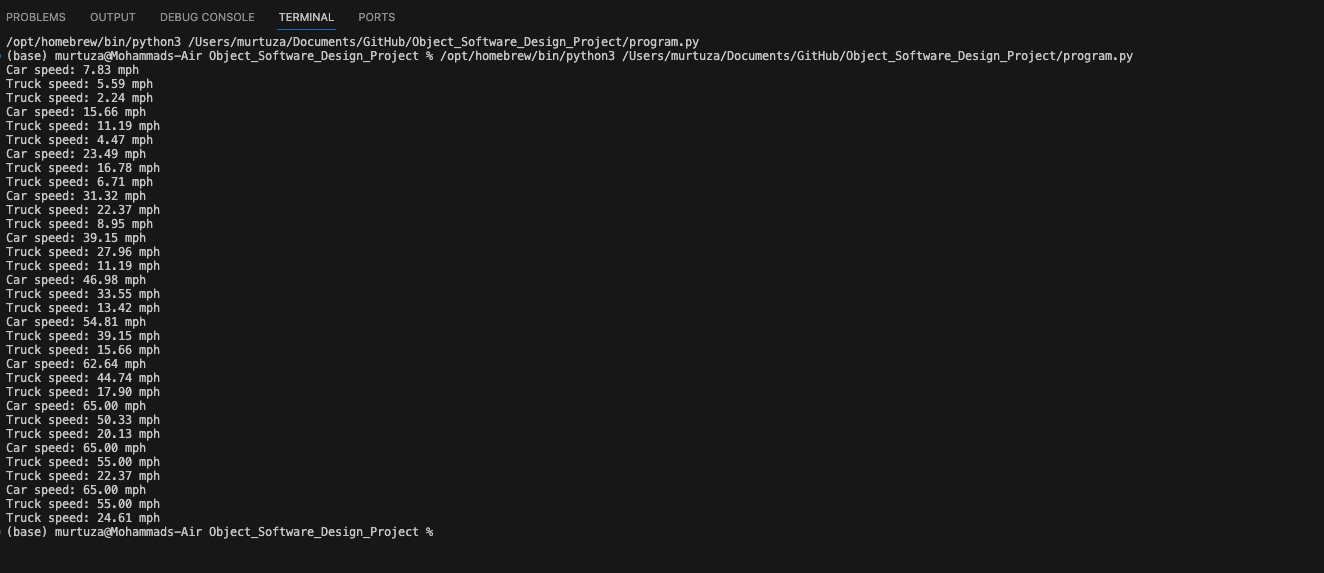 PROBLEMS OUTPUT DEBUG CONSOLE TERMINAL PORTS
/opt/homebrew/bin/python3 /Users/murtuza/Documents/GitHub/Object_Software_Design_Project/program.py
(base) murtuza@Mohammads-Air Object_Software_Design_Project % /opt/homebrew/bin/python3 /Users/murtuza/Documents/GitHub/Object_Software_Design_Project/program.py
Car speed: 7.83 mph
Truck speed: 5.59 mph
Truck speed: 2.24 mph
Car speed: 15.66 mph
Truck speed: 11.19 mph
Truck speed: 4.47 mph
Car speed: 23.49 mph
Truck speed: 16.78 mph
Truck speed: 6.71 mph
Car speed: 31.32 mph
Truck speed: 22.37 mph
Truck speed: 8.95 mph
Car speed: 39.15 mph
Truck speed: 27.96 mph
Truck speed: 11.19 mph
Car speed: 46.98 mph
Truck speed: 33.55 mph
Truck speed: 13.42 mph
Car speed: 54.81 mph
Truck speed: 39.15 mph
Truck speed: 15.66 mph
Car speed: 62.64 mph
Truck speed: 44.74 mph
Truck speed: 17.90 mph
Car speed: 65.00 mph
Truck speed: 50.33 mph
Truck speed: 20.13 mph
Car speed: 65.00 mph
Truck speed: 55.00 mph
Truck speed: 22.37 mph
Car speed: 65.00 mph
Truck speed: 55.00 mph
Truck speed: 24.61 mph
(base) murtuza@Mohammads-Air Object_Software_Design_Project %